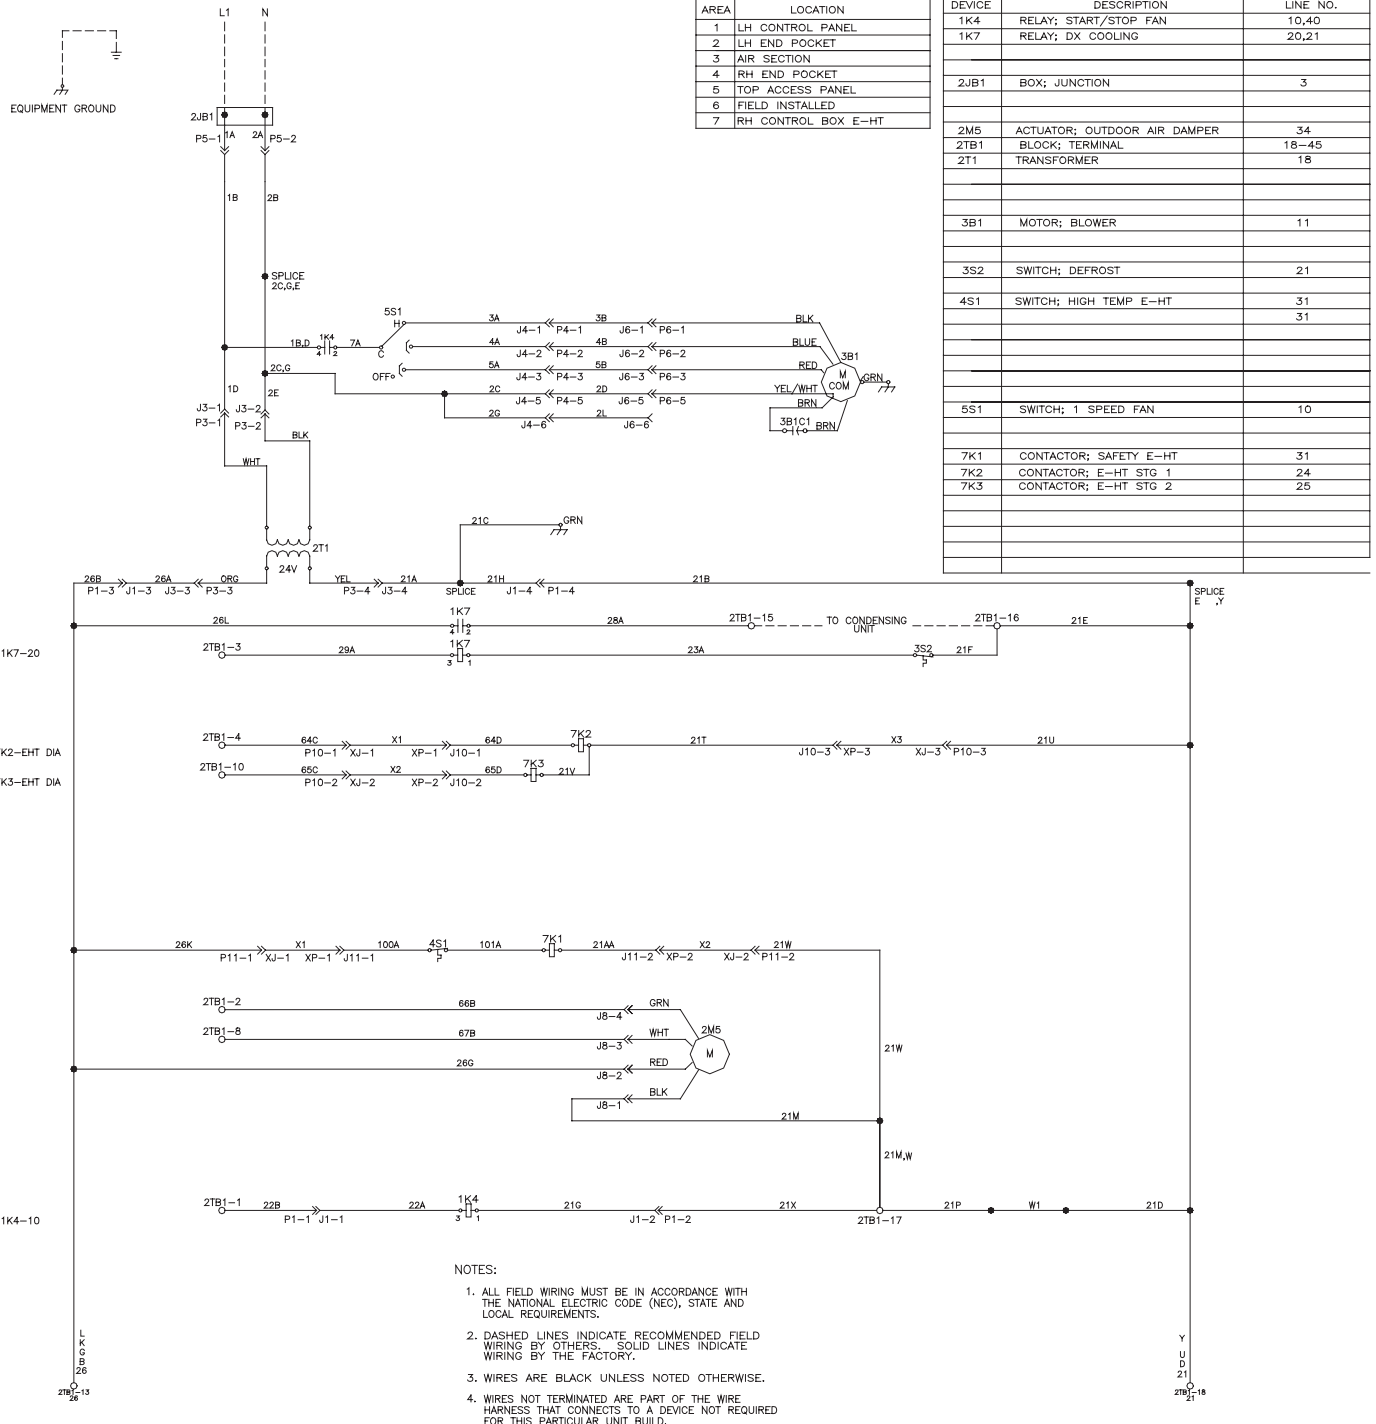 L1 N
EQUIPMENT GROUND
2JB1
1A 2A
P5-1 P5-2
1B 2B
SPLICE
2C,G,E
AREA LOCATION
1 LH CONTROL PANEL
2 LH END POCKET
3 AIR SECTION
4 RH END POCKET
5 TOP ACCESS PANEL
6 FIELD INSTALLED
7 RH CONTROL BOX E-HT
DEVICE DESCRIPTION LINE NO.
1K4 RELAY; START/STOP FAN 10,40
1K7 RELAY; DX COOLING 20,21
2JB1 BOX; JUNCTION 3
2M5 ACTUATOR; OUTDOOR AIR DAMPER 34
2TB1 BLOCK; TERMINAL 18-45
2T1 TRANSFORMER 18
3B1 MOTOR; BLOWER 11
3S2 SWITCH; DEFROST 21
4S1 SWITCH; HIGH TEMP E-HT 31
31
5S1 SWITCH; 1 SPEED FAN 10
7K1 CONTACTOR; SAFETY E-HT 31
7K2 CONTACTOR; E-HT STG 1 24
7K3 CONTACTOR; E-HT STG 2 25
5S1
H 3A 3B BLK
J4-1 P4-1 J6-1 P6-1
1B,D 1K4 7A C 4A 4B BLUE
4 2 J4-2 P4-2 J6-2 P6-2
3B1
2C,G OFF 5A 5B RED M GRN
J4-3 P4-3 J6-3 P6-3 COM
1D 2E 2C 2D YEL/WHT
J4-5 P4-5 J6-5 P6-5 BRN
J3-1 J3-2 2G 2L
P3-1 P3-2 J4-6 J6-6 3B1C1 BRN
BLK
WHT
21C GRN
2T1
24V
26B 26A ORG YEL 21A 21H 21B
P1-3 J1-3 J3-3 P3-3 P3-4 J3-4 SPLICE J1-4 P1-4 SPLICE
E ,Y
26L 1K7 28A 2TB1-15 TO CONDENSING 2TB1-16 21E
4 2 UNIT
1K7-20 2TB1-3 29A 1K7 23A 3S2 21F
3 1
2TB1-4 64C X1 64D 7K2 21T X3 21U
K2-EHT DIA P10-1 XJ-1 XP-1 J10-1 J10-3 XP-3 XJ-3 P10-3
2TB1-10 65C X2 65D 7K3 21V
K3-EHT DIA P10-2 XJ-2 XP-2 J10-2
26K X1 100A 4S1 101A 7K1 21AA X2 21W
P11-1 XJ-1 XP-1 J11-1 J11-2 XP-2 XJ-2 P11-2
2TB1-2 66B GRN
J8-4
2TB1-8 67B WHT 2M5
J8-3 M 21W
26G RED
J8-2
BLK
J8-1
21M
21M,W
2TB1-1 22B 22A 1K4 21G 21X 21P W1 21D
1K4-10 P1-1 J1-1 3 1 J1-2 P1-2 2TB1-17
NOTES:
1. ALL FIELD WIRING MUST BE IN ACCORDANCE WITH
THE NATIONAL ELECTRIC CODE (NEC), STATE AND
LOCAL REQUIREMENTS.
2. DASHED LINES INDICATE RECOMMENDED FIELD
WIRING BY OTHERS. SOLID LINES INDICATE
WIRING BY THE FACTORY.
3. WIRES ARE BLACK UNLESS NOTED OTHERWISE.
4. WIRES NOT TERMINATED ARE PART OF THE WIRE
HARNESS THAT CONNECTS TO A DEVICE NOT REQUIRED
FOR THIS PARTICULAR UNIT BUILD.
L
K
G
B
26
2TB1-13
26
Y
U
D
21
2TB1-18
21